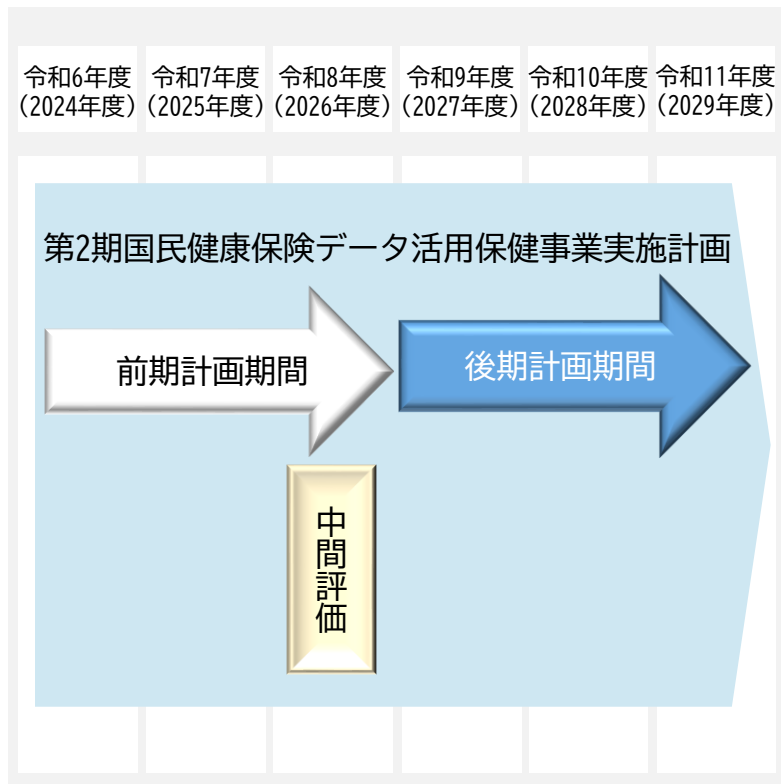 令和6年度
(2024年度)
令和7年度
(2025年度)
令和8年度
(2026年度)
令和9年度
(2027年度)
令和10年度
(2028年度)
令和11年度
(2029年度)
第2期国民健康保険データ活用保健事業実施計画
前期計画期間
後期計画期間
中間評価